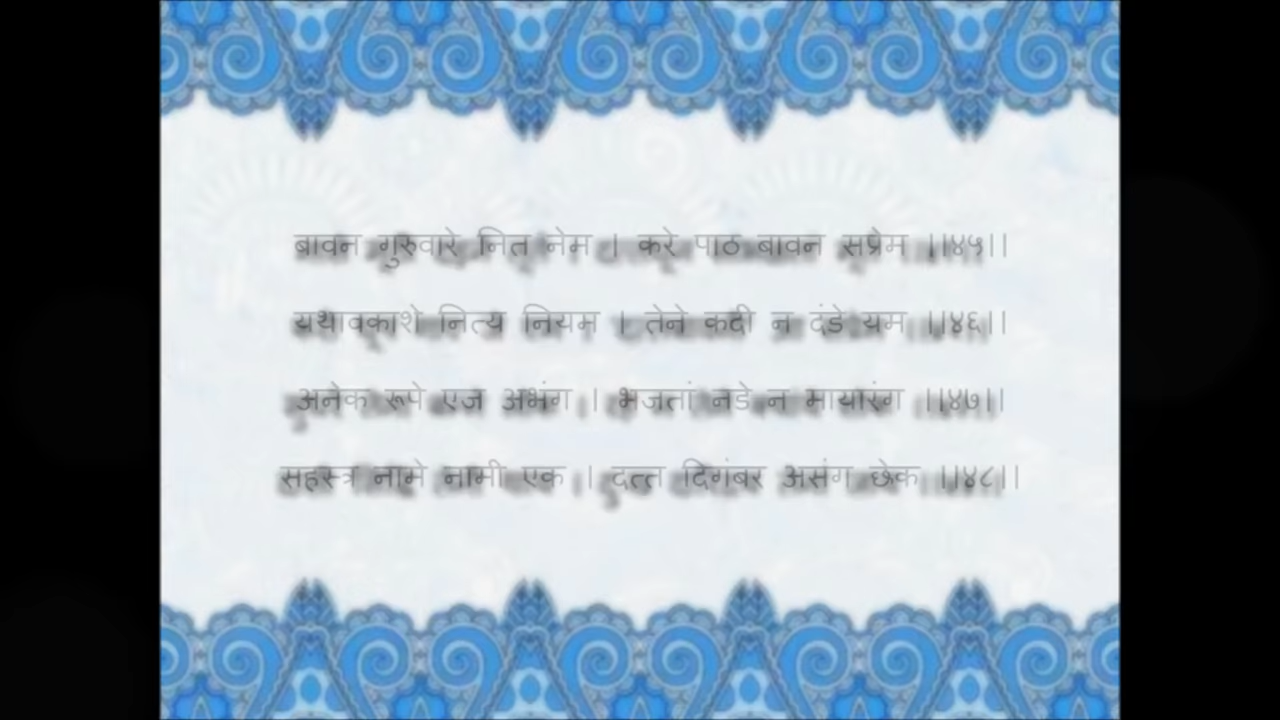 बावन गुरुवारे नित नेम । करे पाठ बावन सप्रेम ।।४५।।
यथावकाशे नित्य नियम । तेने कदी न दंडे यम ।।४६।।
अनेक रूपे एज अभंग । भजतां नडे न मायारंग ।।४७।।
सहस्त्र नामे नामी एक । दत्त दिगंबर असंग छेक ।।४८।।